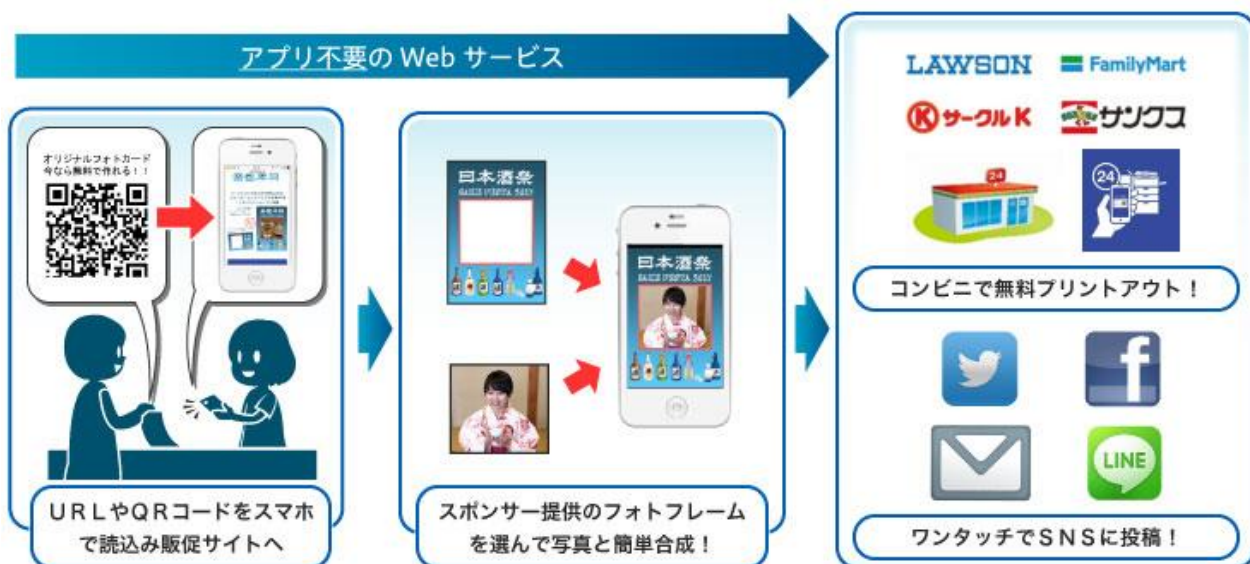 アプリ不要の Web サービス
オリジナルフォトカード
今なら無料で作れる！！
URLやQRコードをスマホ
で読込み販促サイトへ
日本酒祭
日本酒祭
スポンサー提供のフォトフレーム
を選んで写真と簡単合成！
LAWSON
FamilyMart
K サークルK
サンクス
24
24
コンビニで無料プリントアウト！
f
LINE
ワンタッチでSNSに投稿！